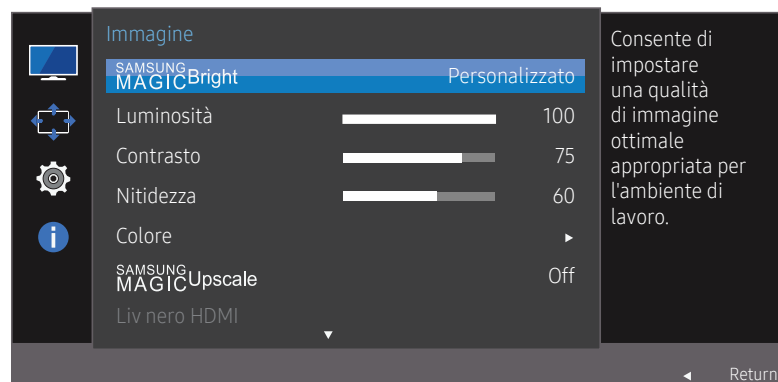 Immagine
SAMSUNG
MAGICBright Personalizzato
Luminosità 100
Contrasto 75
Nitidezza 60
Colore
SAMSUNG
MAGICUpscale Off
Liv nero HDMI
Consente di
impostare
una qualità
di immagine
ottimale
appropriata per
l'ambiente di
lavoro.
Return